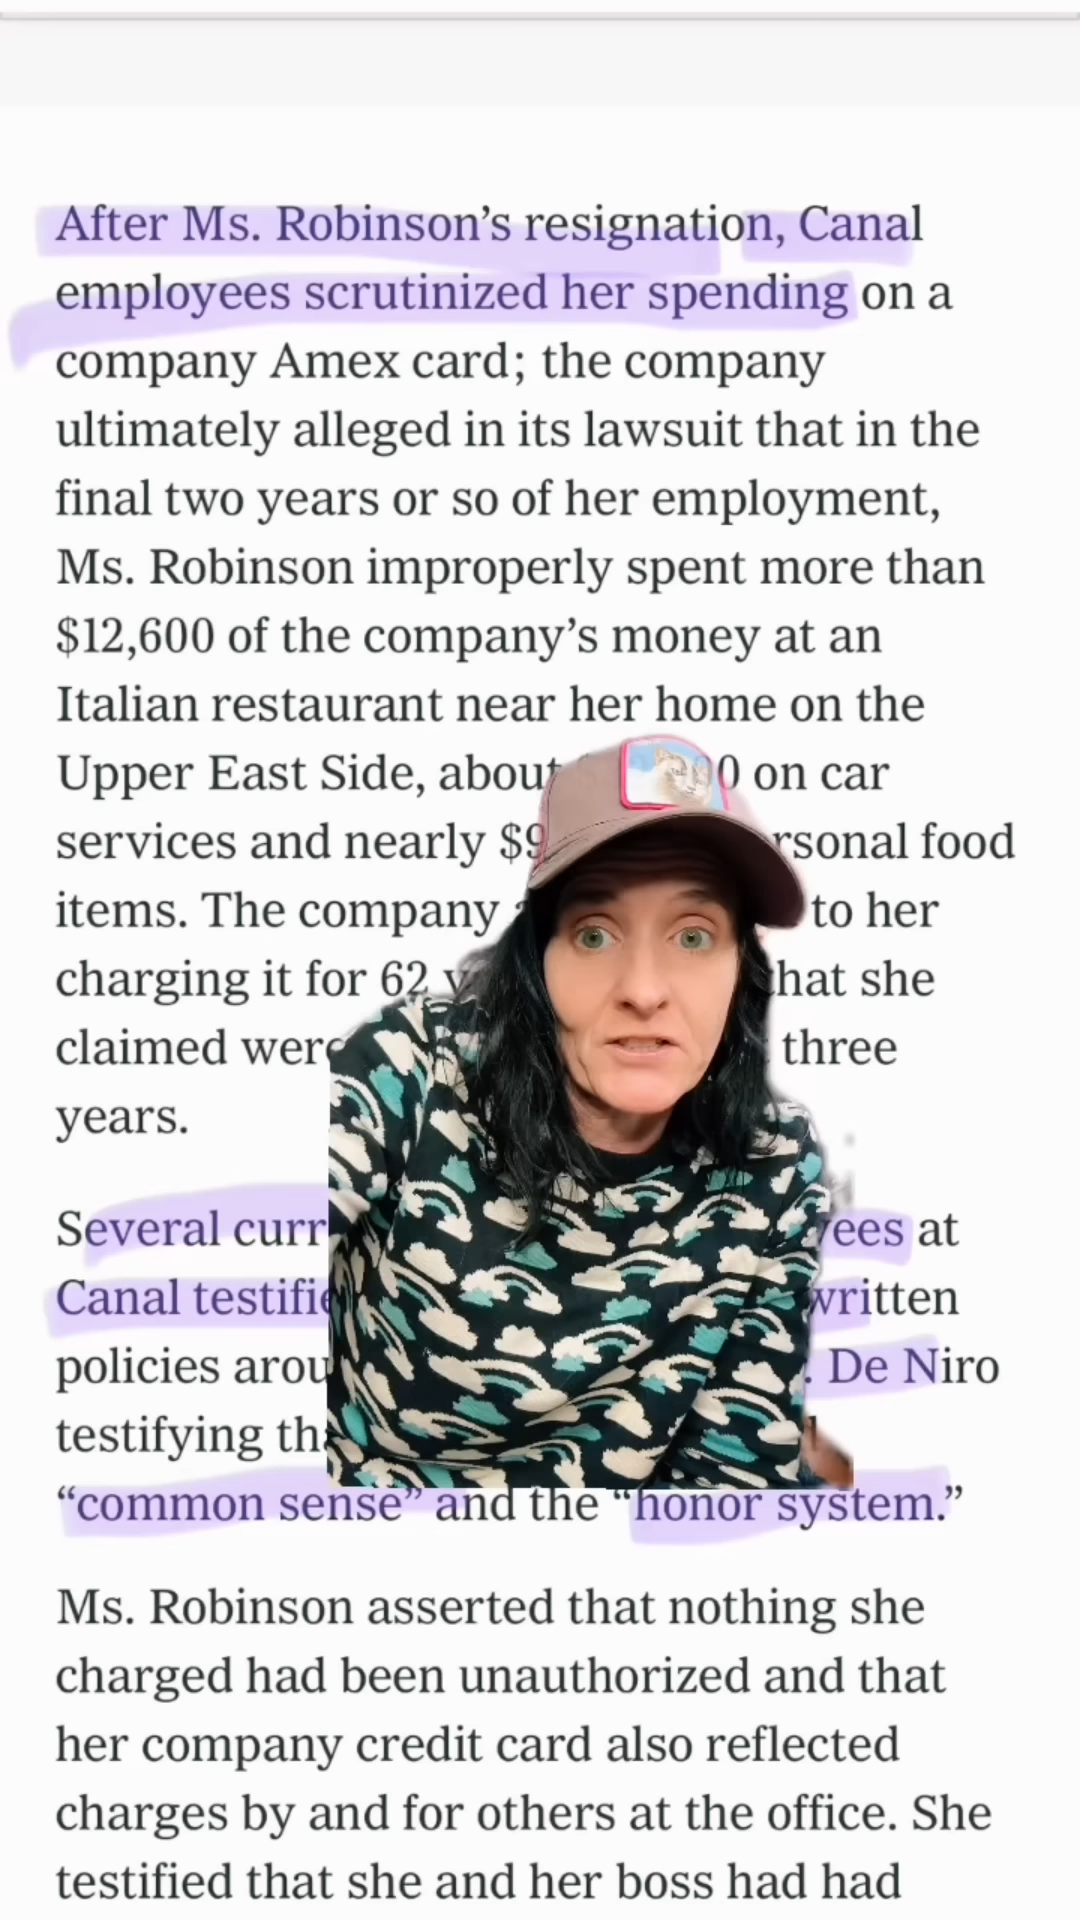 After Ms. Robinson’s resignation, Canal
employees scrutinized her spending on a
company Amex card; the company
ultimately alleged in its lawsuit that in the
final two years or so of her employment,
Ms. Robinson improperly spent more than
$12,600 of the company’s money at an
Italian restaurant near her home on the
Upper East Side, about 0 on car
services and nearly $9 food
items. The company to her
charging it for 62 that she
claimed were three
years.
Several at
Canal written
policies De Niro
testifying
“common sense” and the “honor system.”
Ms. Robinson asserted that nothing she
charged had been unauthorized and that
her company credit card also reflected
charges by and for others at the office. She
testified that she and her boss had had